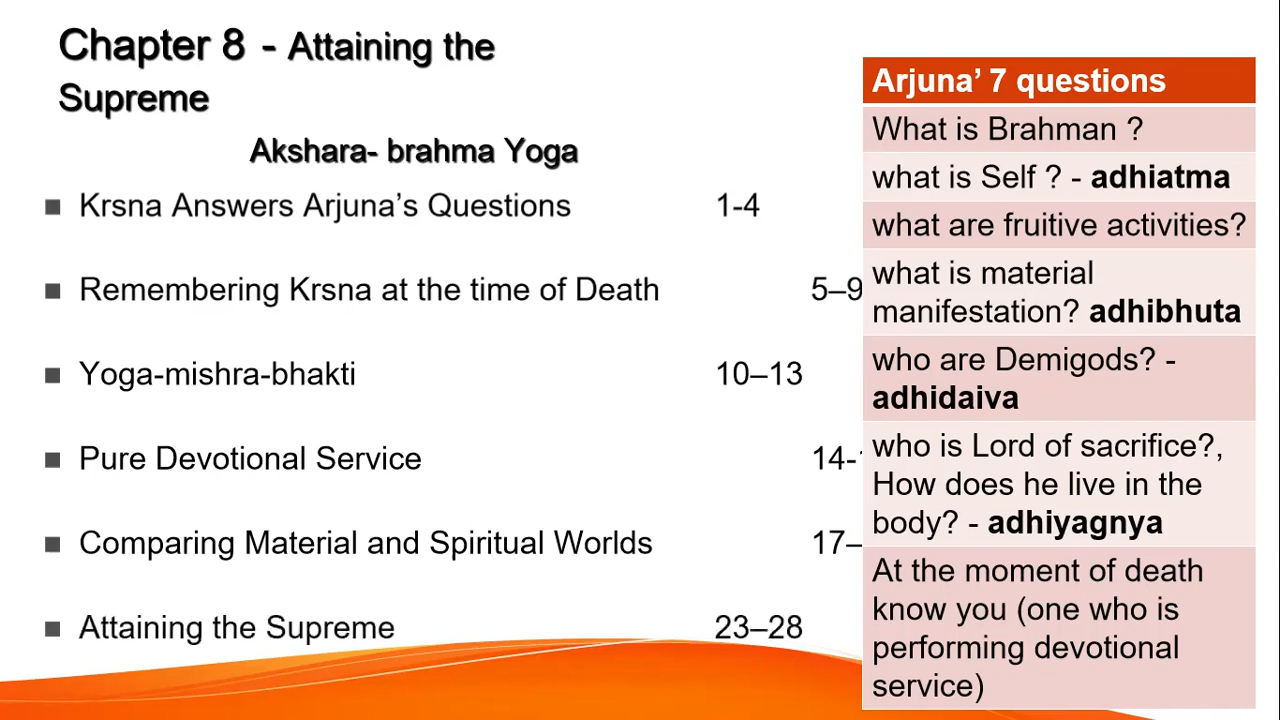 Chapter 8 - Attaining the
Supreme
Akshara- brahma Yoga
Krsna Answers Arjuna's Questions 1-4
Remembering Krsna at the time of Death 5–9
Yoga-mishra-bhakti 10–13
Pure Devotional Service 14-
Comparing Material and Spiritual Worlds 17–
Attaining the Supreme 23–28
Arjuna' 7 questions
What is Brahman ?
what is Self ? - adhiatma
what are fruitive activities?
what is material
manifestation? adhibhuta
who are Demigods? -
adhidaiva
who is Lord of sacrifice?,
How does he live in the
body? - adhiyagnya
At the moment of death
know you (one who is
performing devotional
service)